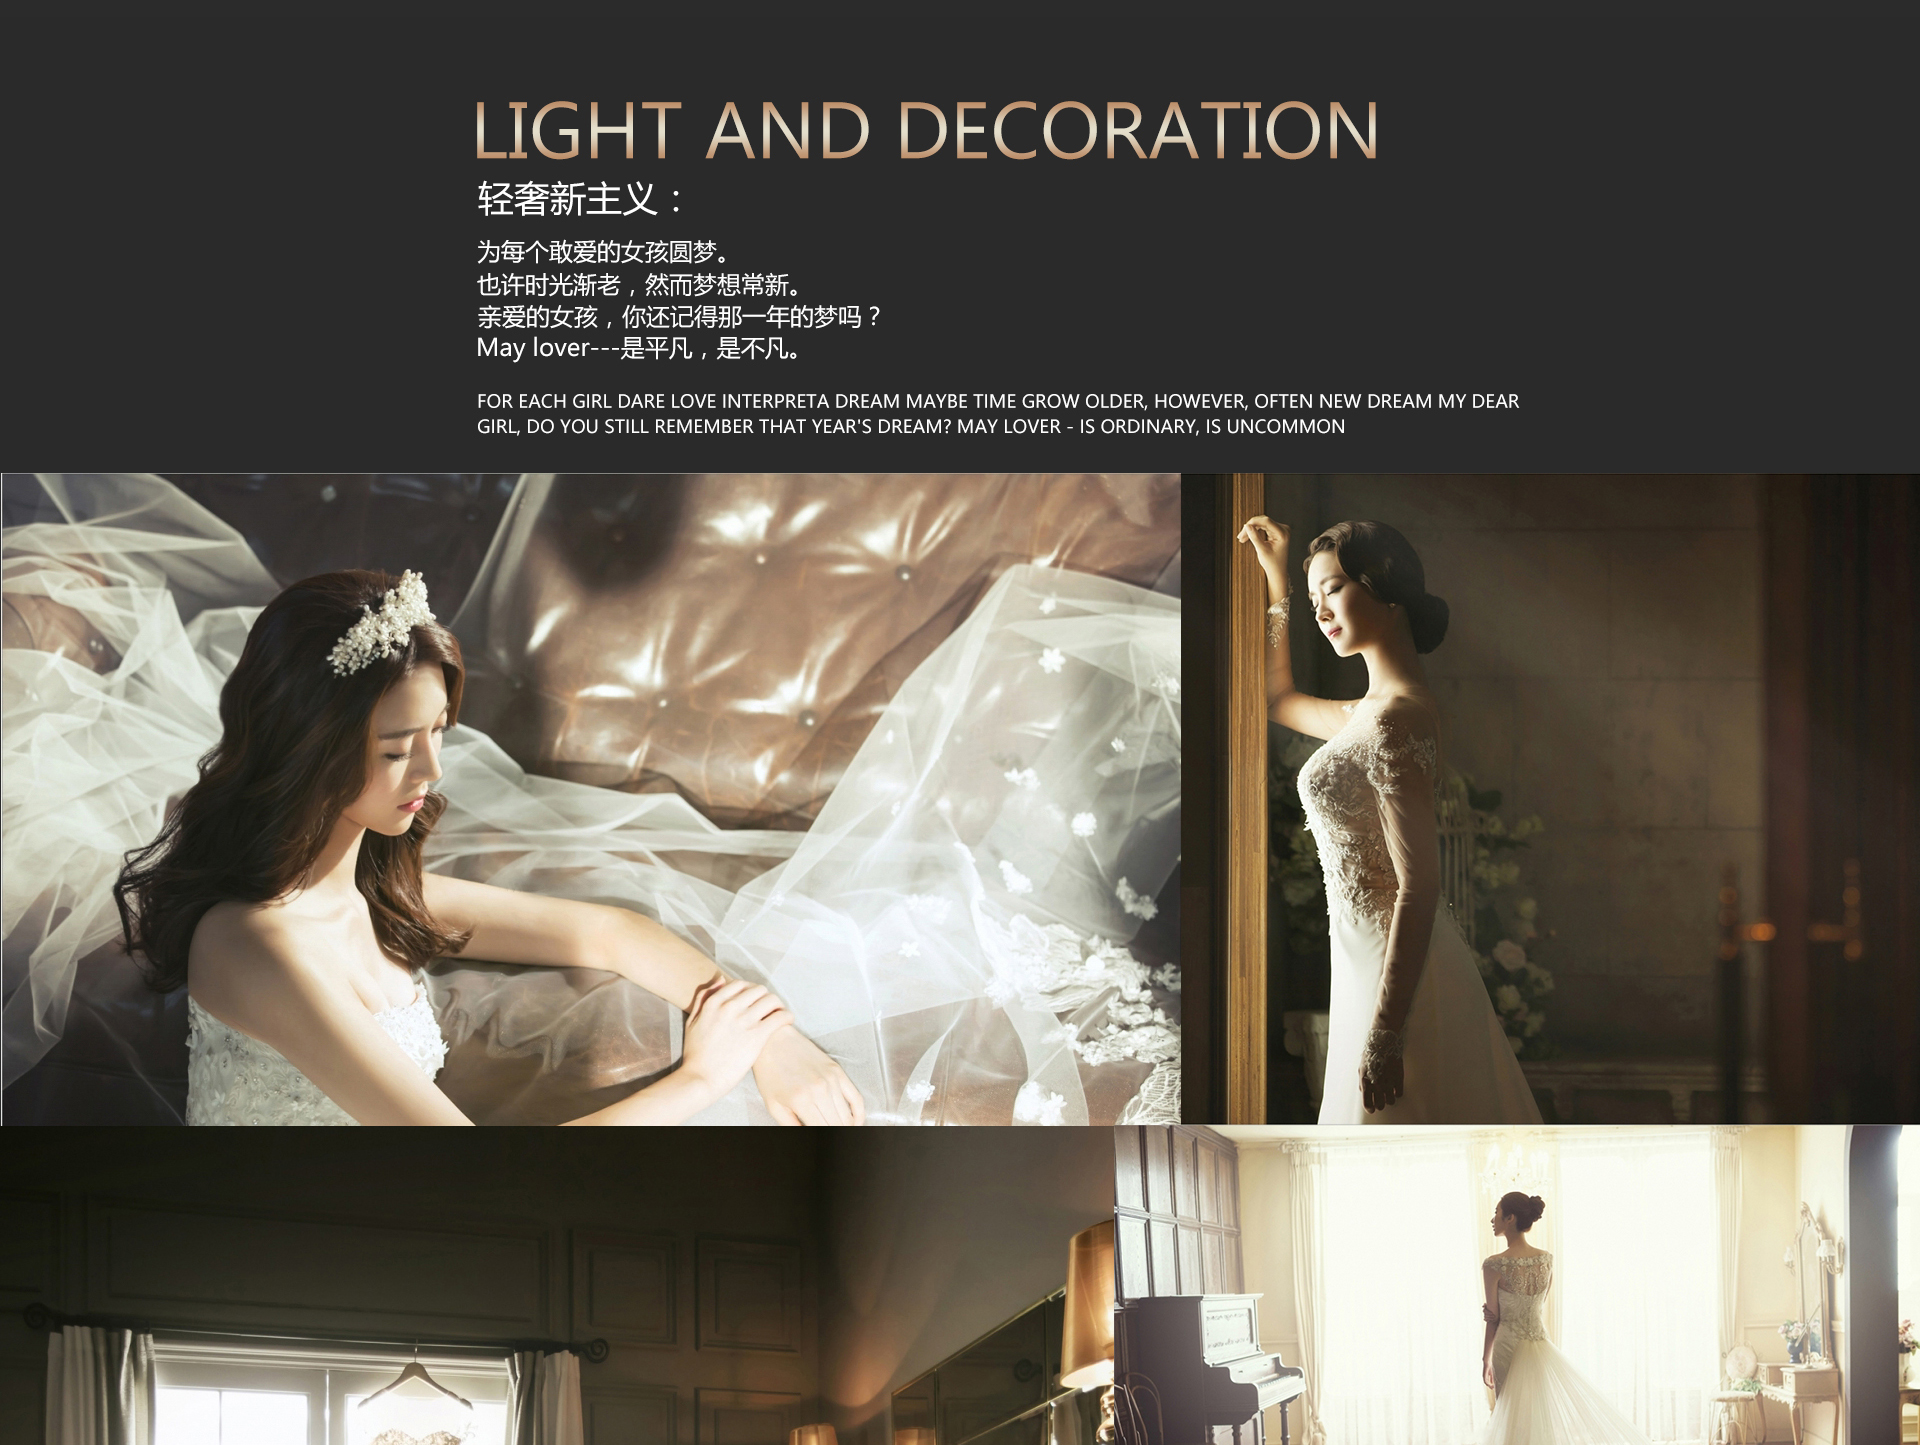 LIGHT AND DECORATION
轻奢新主义：
为每个敢爱的女孩圆梦。
也许时光渐老，然而梦想常新。
亲爱的女孩，你还记得那一年的梦吗？
May lover---是平凡，是不凡。
FOR EACH GIRL DARE LOVE INTERPRETA DREAM MAYBE TIME GROW OLDER, HOWEVER, OFTEN NEW DREAM MY DEAR
GIRL, DO YOU STILL REMEMBER THAT YEAR'S DREAM? MAY LOVER - IS ORDINARY, IS UNCOMMON